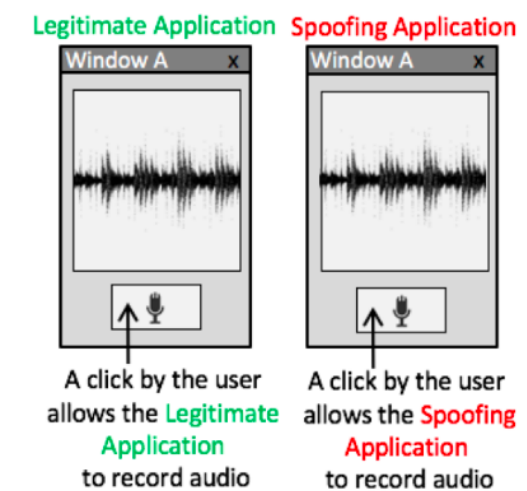 Legitimate Application
Window A x
A click by the user
allows the Legitimate
Application
to record audio
Spoofing Application
Window A x
A click by the user
allows the Spoofing
Application
to record audio